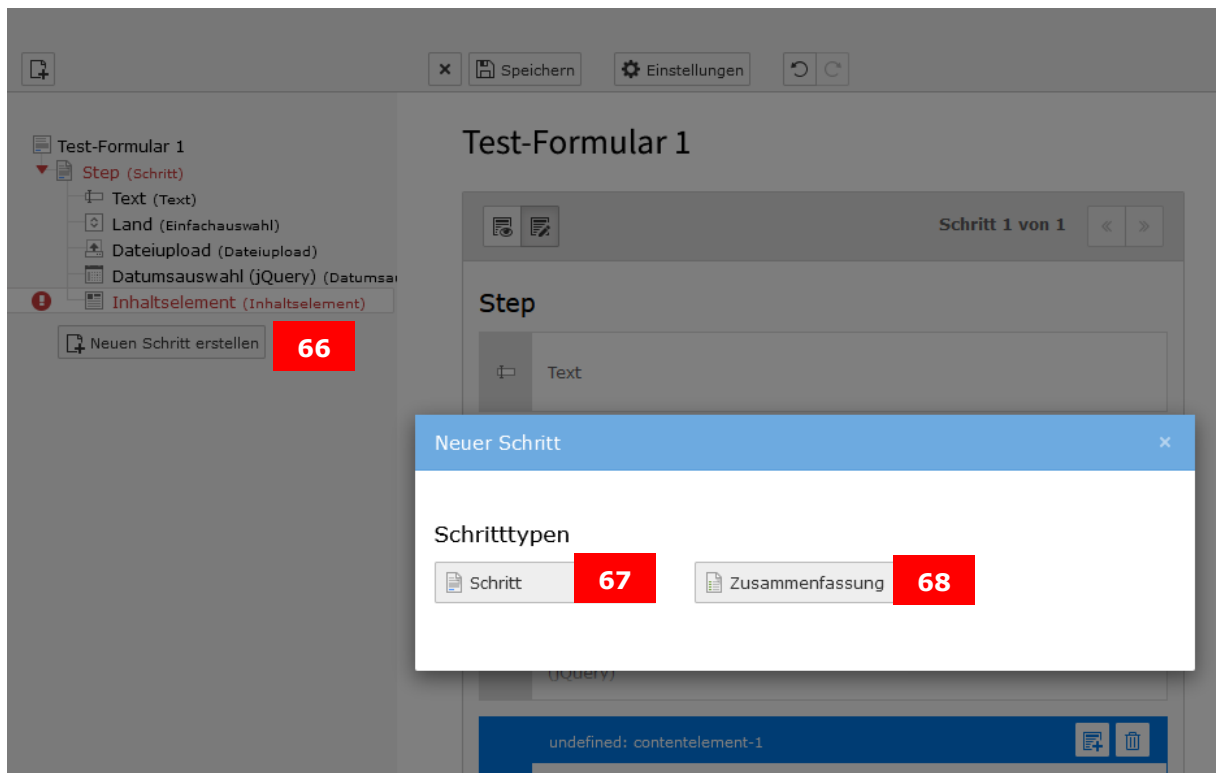 Speichern
Einstellungen
Test-Formular 1
Step (Schritt)
Text (Text)
Land (Einfachauswahl)
Dateiupload (Dateiupload)
Datumsauswahl (jQuery) (Datumsau
Inhaltselement (Inhaltselement)
Neuen Schritt erstellen
66
Test-Formular 1
Schritt 1 von 1
Step
Text
Neuer Schritt
Schritttypen
Schritt
67
Zusammenfassung
68
(jQuery)
undefined: contentelement-1